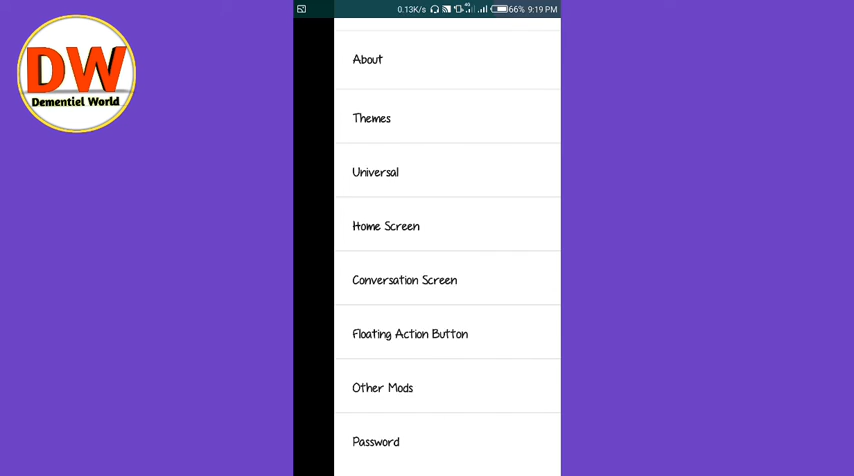 0.13K/s 4G 66% 9:19 PM
DW
Dementiel World
About
Themes
Universal
Home Screen
Conversation Screen
Floating Action Button
Other Mods
Password